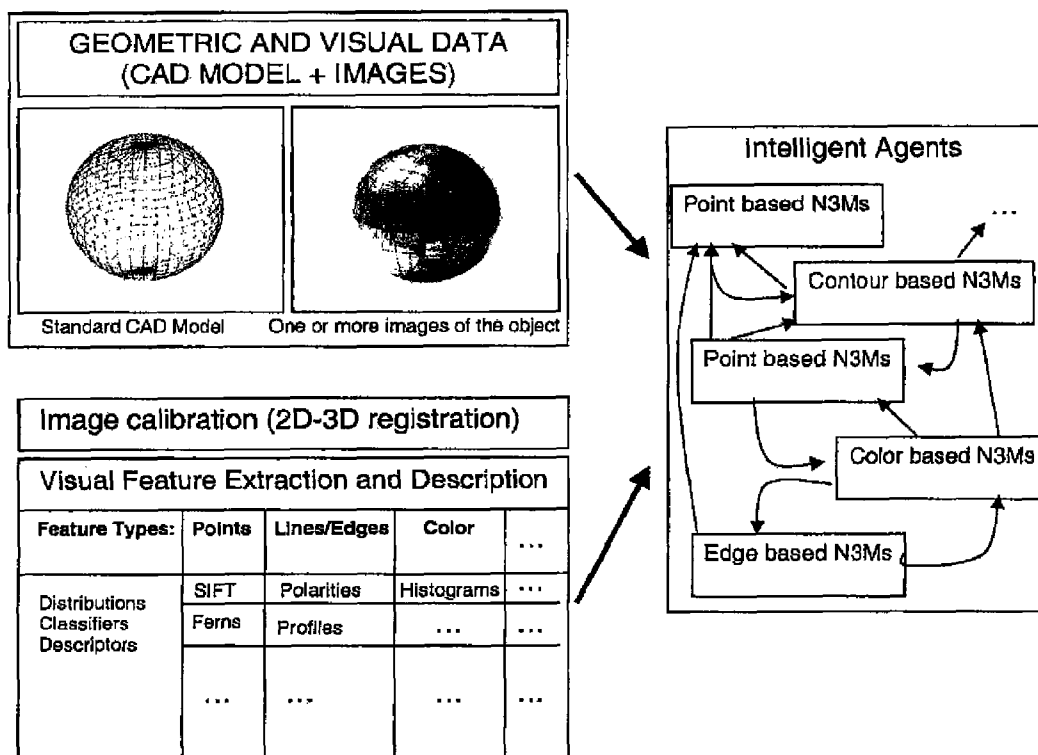 GEOMETRIC AND VISUAL DATA
(CAD MODEL + IMAGES)
Standard CAD Model
One or more images of the object
Image calibration (2D-3D registration)
Visual Feature Extraction and Description
Feature Types: Points Lines/Edges Color ...
Distributions
Classifiers
Descriptors
SIFT Polarities Histograms ...
Ferns Profiles ... ...
... ... ... ...
Intelligent Agents
Point based N3Ms
...
Contour based N3Ms
Point based N3Ms
Color based N3Ms
Edge based N3Ms